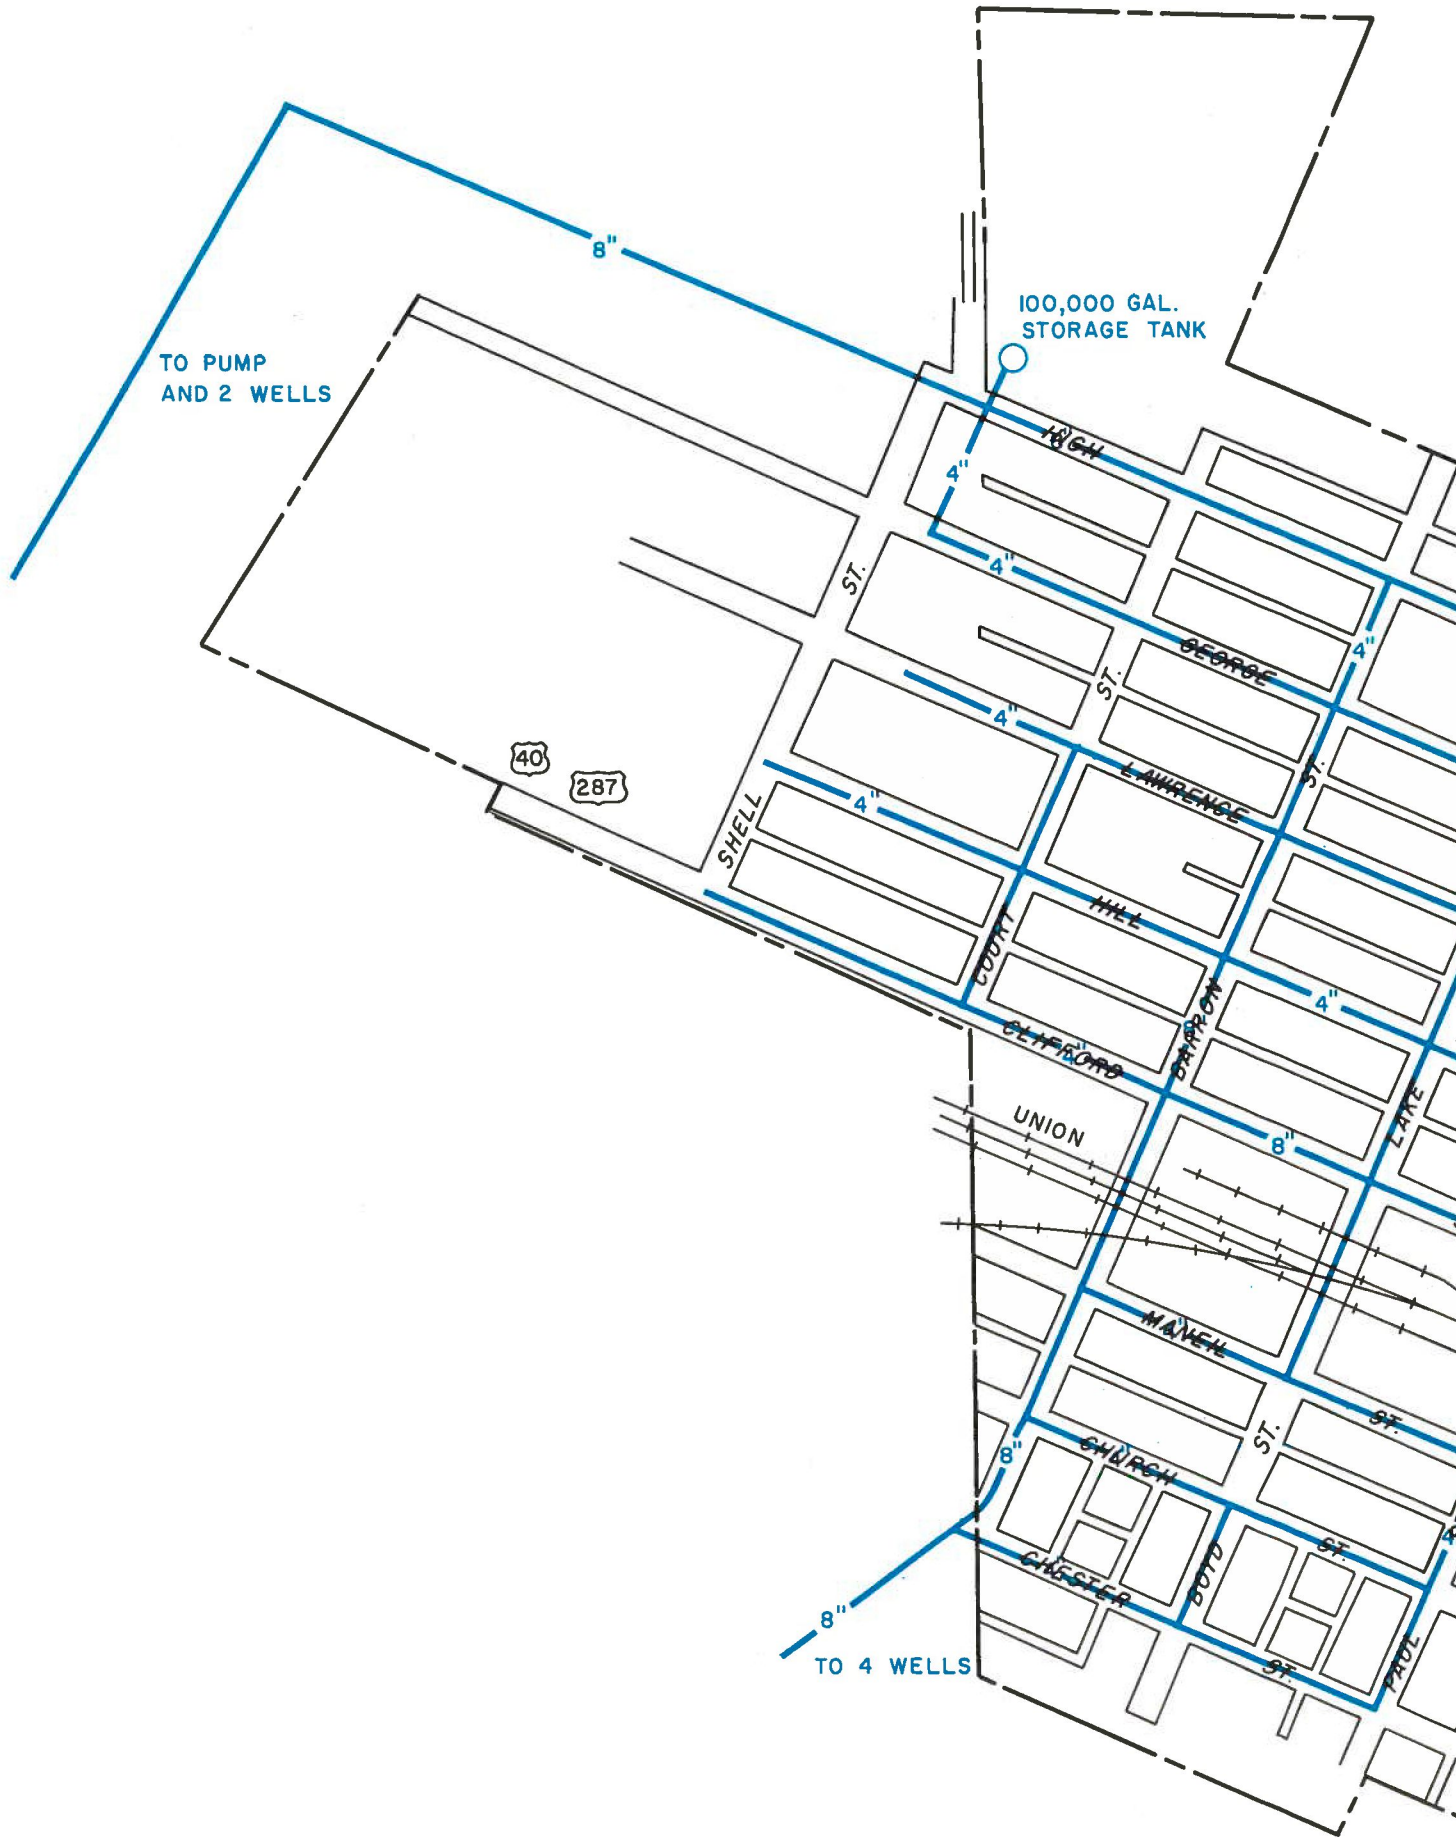 8"
100,000 GAL.
STORAGE TANK
TO PUMP
AND 2 WELLS
HIGH
4"
4"
ST.
GEORGE
4"
ST.
4"
LAWRENCE
ST.
40
287
4"
SHELL
HILL
COURT
4"
BARRON
CLIFFORD
UNION
8"
LAKE
MANEIL
ST.
ST.
8"
CHURCH
ST.
CHESTER
BOYD
8"
TO 4 WELLS
ST.
PAUL